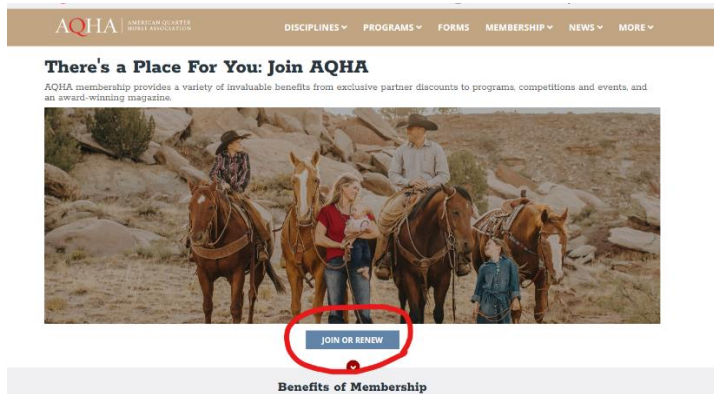 AQHA AMERICAN QUARTER HORSE ASSOCIATION DISCIPLINES PROGRAMS FORMS MEMBERSHIP NEWS MORE
There's a Place For You: Join AQHA
AQHA membership provides a variety of invaluable benefits from exclusive partner discounts to programs, competitions and events, and
an award-winning magazine.
JOIN OR RENEW
Benefits of Membership